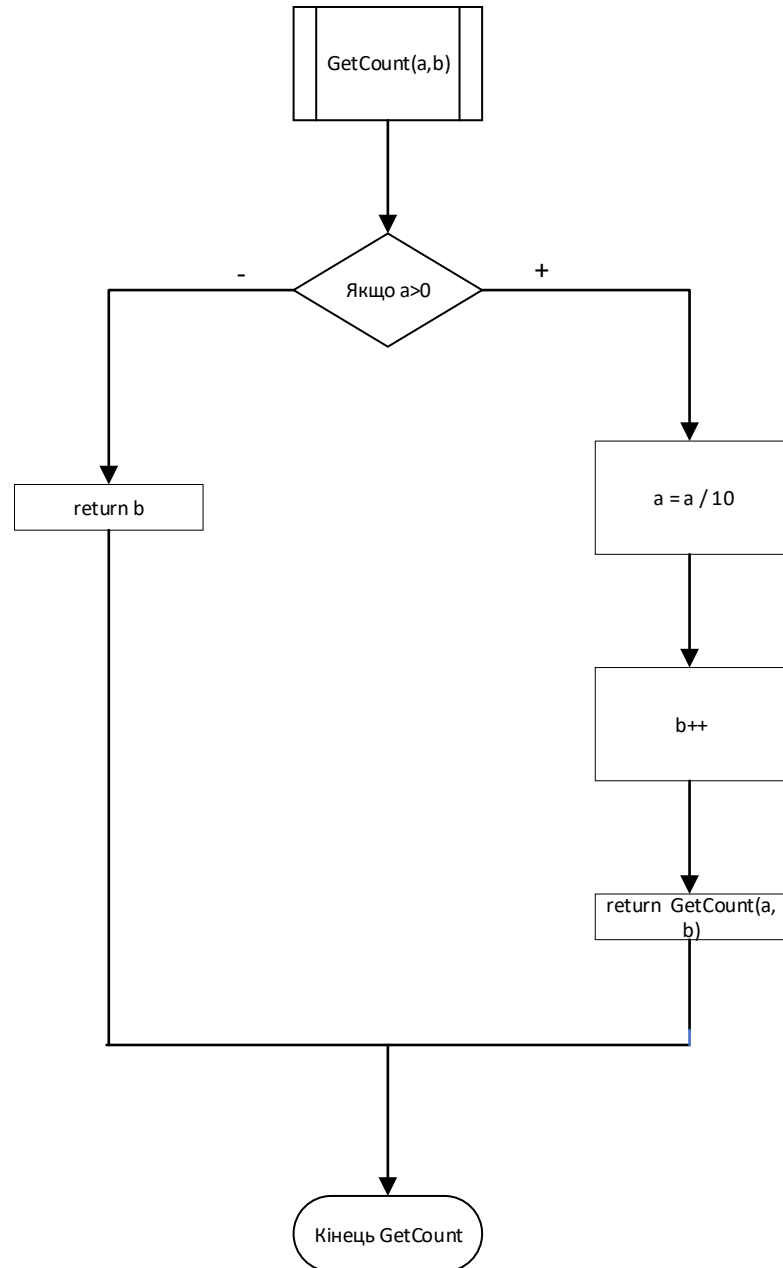 GetCount(a,b)
-
+
Якщо a>0
a = a / 10
return b
b++
return GetCount(a,
b)
Кінець GetCount